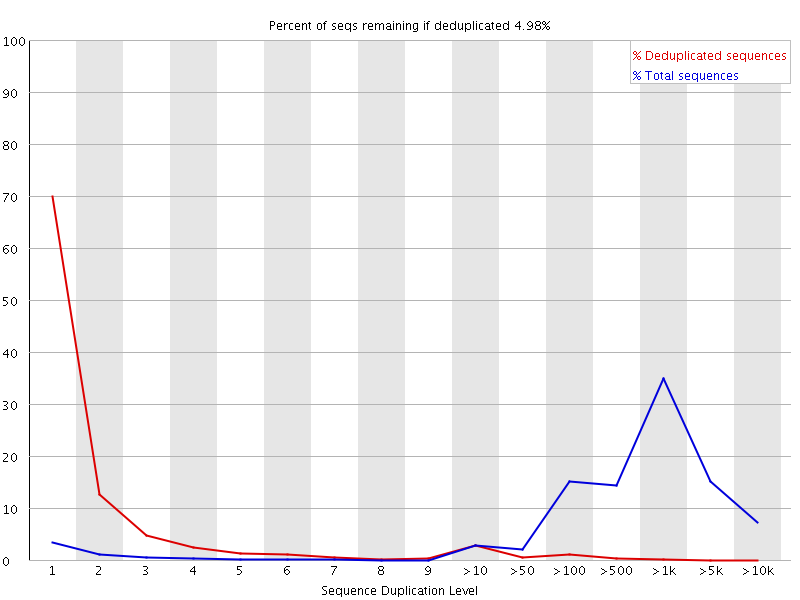 Percent of seqs remaining if deduplicated 4.98%
% Deduplicated sequences
% Total sequences
100
90
80
70
60
50
40
30
20
10
0
1 2 3 4 5 6 7 8 9 >10 >50 >100 >500 >1k >5k >10k
Sequence Duplication Level